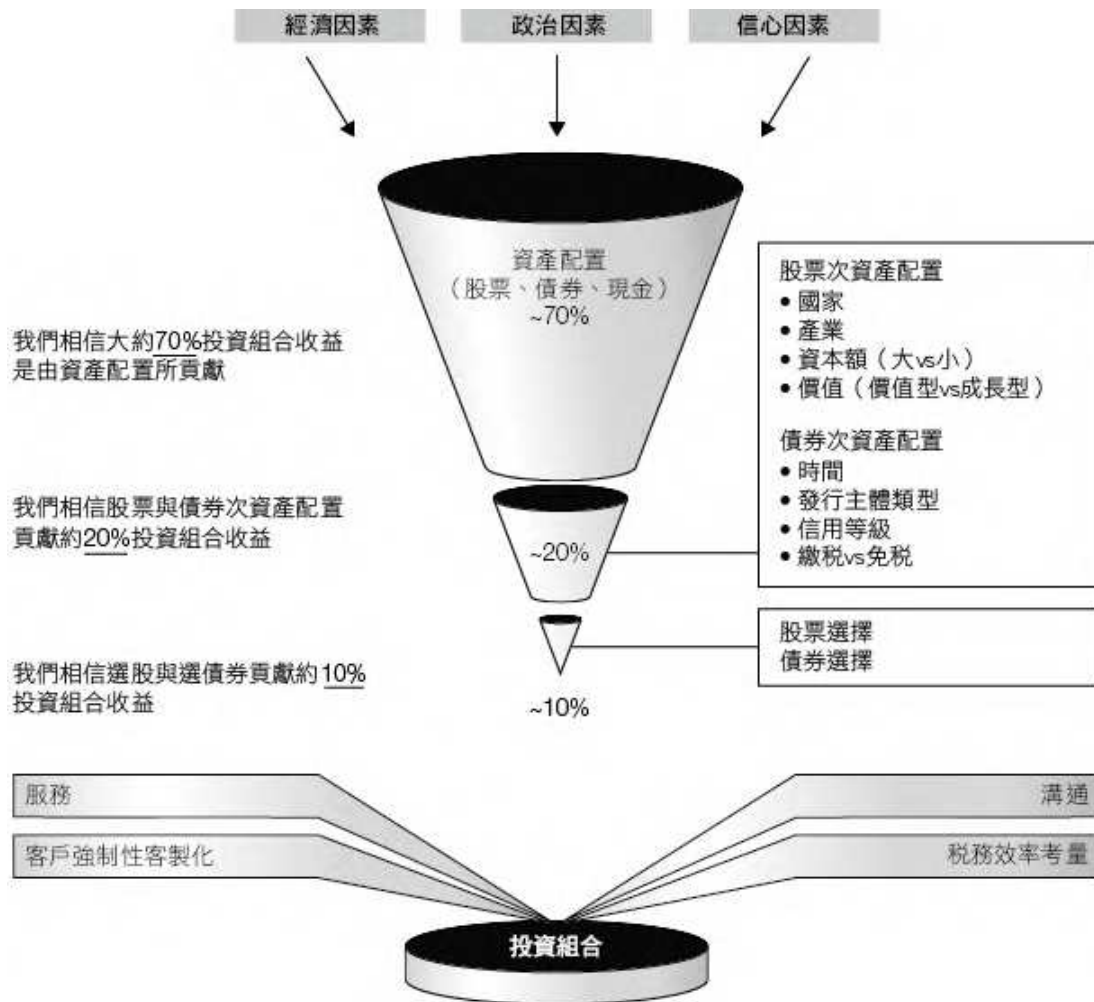 經濟因素
政治因素
信心因素
資產配置
（股票、債券、現金）
~70%
我們相信大約70%投資組合收益
是由資產配置所貢獻
股票次資產配置
• 國家
• 產業
• 資本額（大vs小）
• 價值（價值型vs成長型）
債券次資產配置
• 時間
• 發行主體類型
• 信用等級
• 繳稅vs免稅
我們相信股票與債券次資產配置
貢獻約20%投資組合收益
~20%
股票選擇
債券選擇
我們相信選股與選債券貢獻約10%
投資組合收益
~10%
服務
溝通
客戶強制性客製化
稅務效率考量
投資組合